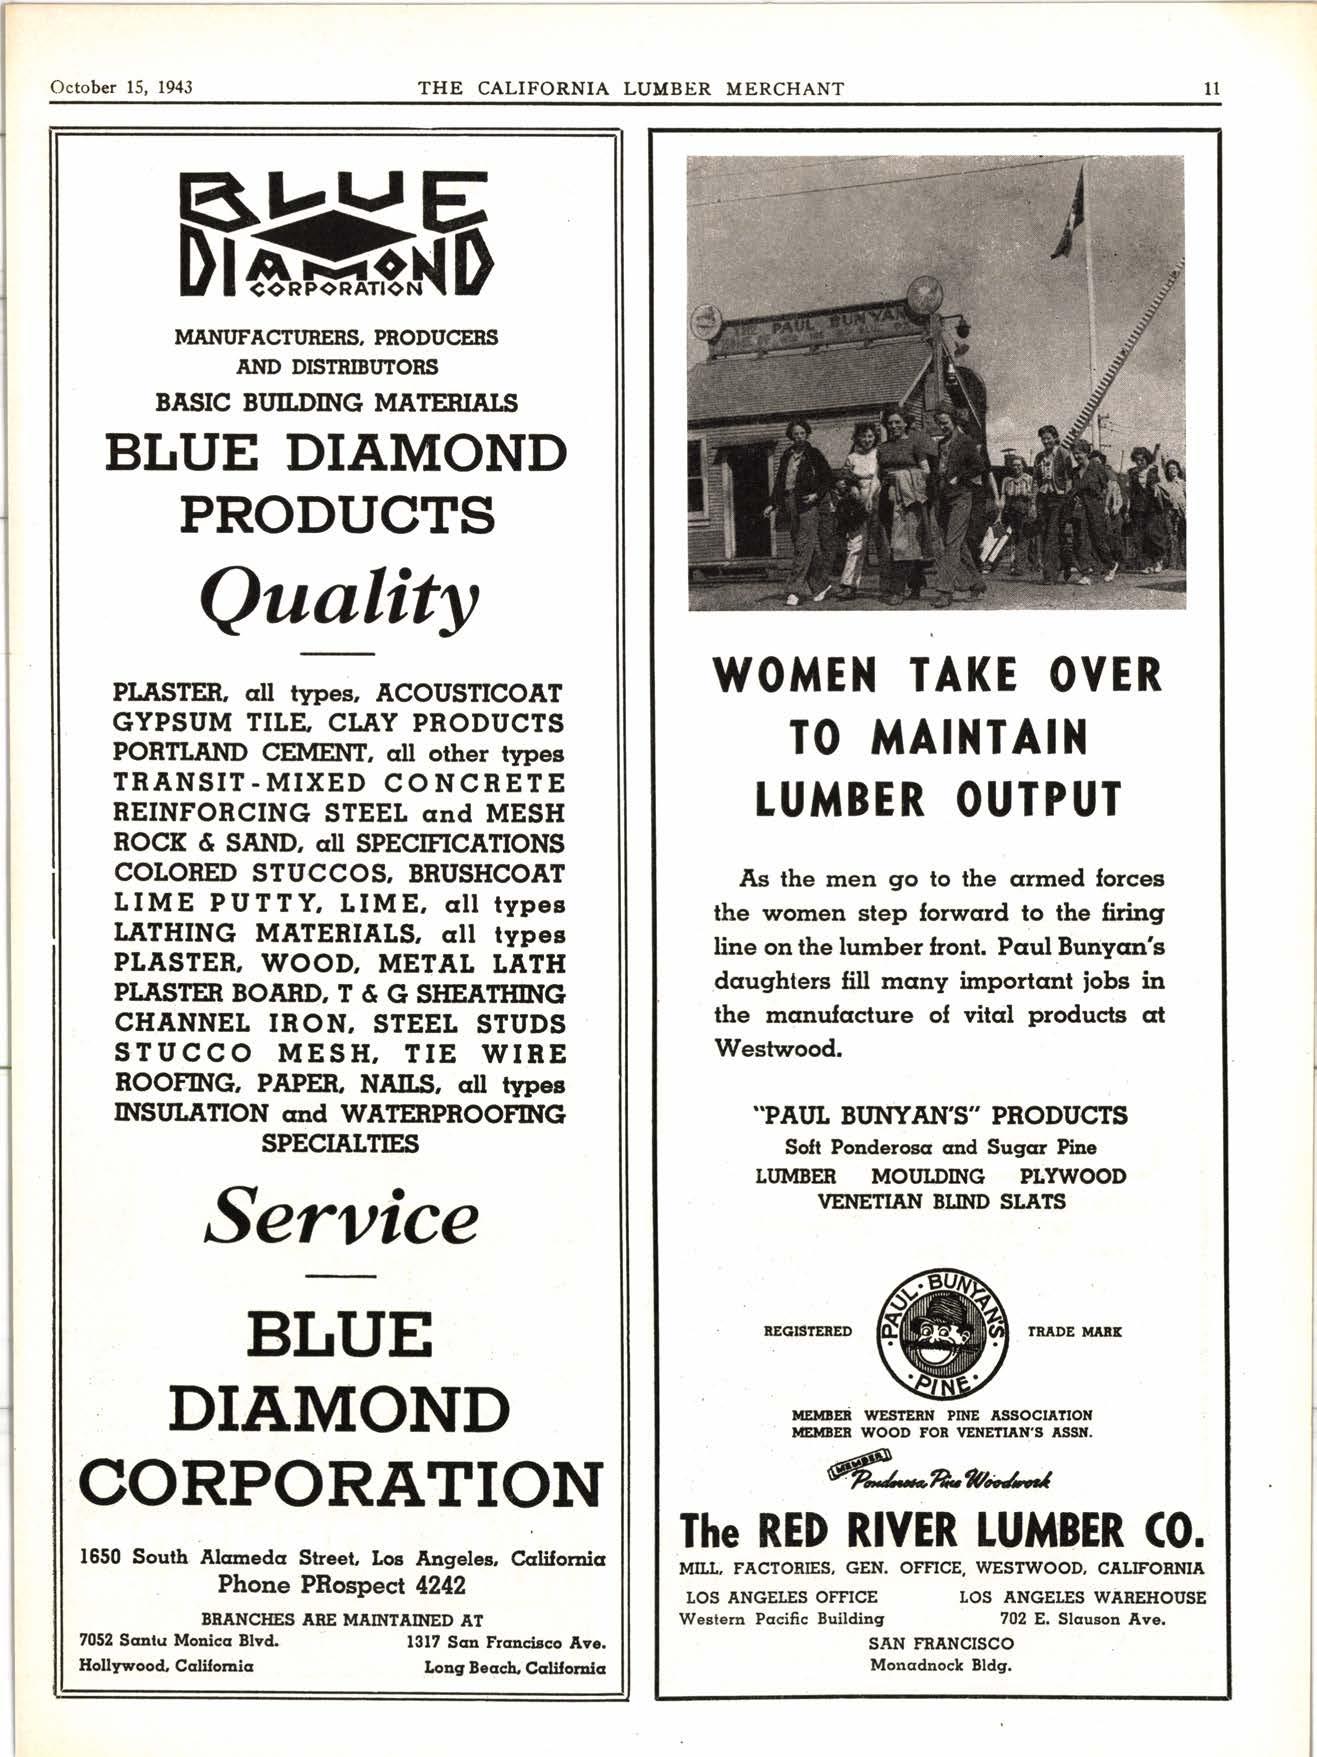 October 15, 1943 THE CALIFORNIA LUMBER MERCHANT 11
BLUE
DIAMOND
CORPORATION
MANUFACTURERS, PRODUCERS
AND DISTRIBUTORS
BASIC BUILDING MATERIALS
BLUE DIAMOND
PRODUCTS
Quality
PLASTER, all types, ACOUSTICOAT
GYPSUM TILE, CLAY PRODUCTS
PORTLAND CEMENT, all other types
TRANSIT-MIXED CONCRETE
REINFORCING STEEL and MESH
ROCK & SAND, all SPECIFICATIONS
COLORED STUCCOS, BRUSHCOAT
LIME PUTTY, LIME, all types
LATHING MATERIALS, all types
PLASTER, WOOD, METAL LATH
PLASTER BOARD, T & G SHEATHING
CHANNEL IRON, STEEL STUDS
STUCCO MESH, TIE WIRE
ROOFING, PAPER, NAILS, all types
INSULATION and WATERPROOFING
SPECIALTIES
Service
BLUE
DIAMOND
CORPORATION
1650 South Alameda Street, Los Angeles, California
Phone PRospect 4242
BRANCHES ARE MAINTAINED AT
7052 Santa Monica Blvd. 1317 San Francisco Ave.
Hollywood, California Long Beach, California
THE PAUL BUNYAN
WOMEN TAKE OVER
TO MAINTAIN
LUMBER OUTPUT
As the men go to the armed forces
the women step forward to the firing
line on the lumber front. Paul Bunyan's
daughters fill many important jobs in
the manufacture of vital products at
Westwood.
"PAUL BUNYAN'S" PRODUCTS
Soft Ponderosa and Sugar Pine
LUMBER MOULDING PLYWOOD
VENETIAN BLIND SLATS
REGISTERED PAUL · BUNYAN'S · PINE · TRADE MARK
MEMBER WESTERN PINE ASSOCIATION
MEMBER WOOD FOR VENETIAN'S ASSN.
MEMBER
Ponderosa Pine Woodwork
The RED RIVER LUMBER CO.
MILL, FACTORIES, GEN. OFFICE, WESTWOOD, CALIFORNIA
LOS ANGELES OFFICE LOS ANGELES WAREHOUSE
Western Pacific Building 702 E. Slauson Ave.
SAN FRANCISCO
Monadnock Bldg.